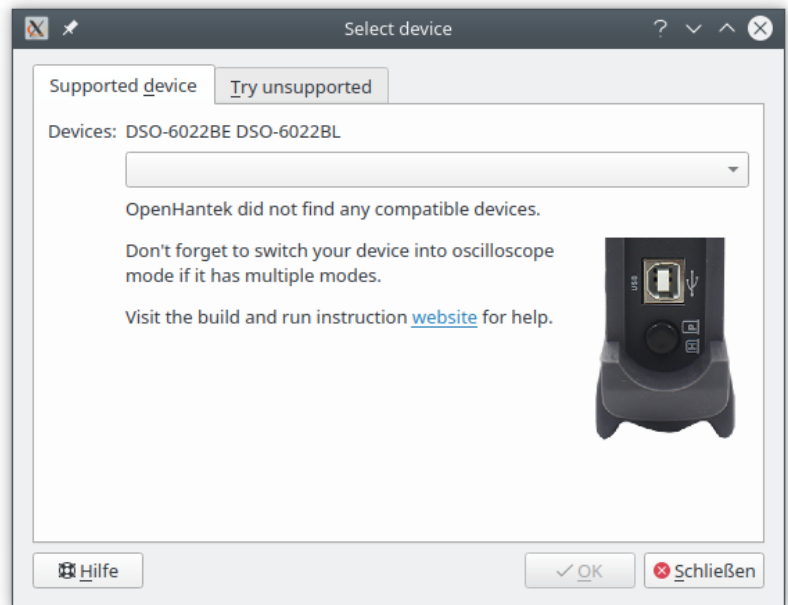 Select device
Supported device
Try unsupported
Devices: DSO-6022BE DSO-6022BL
OpenHantek did not find any compatible devices.
Don't forget to switch your device into oscilloscope
mode if it has multiple modes.
Visit the build and run instruction website for help.
USB
P
H
Hilfe
OK
Schließen